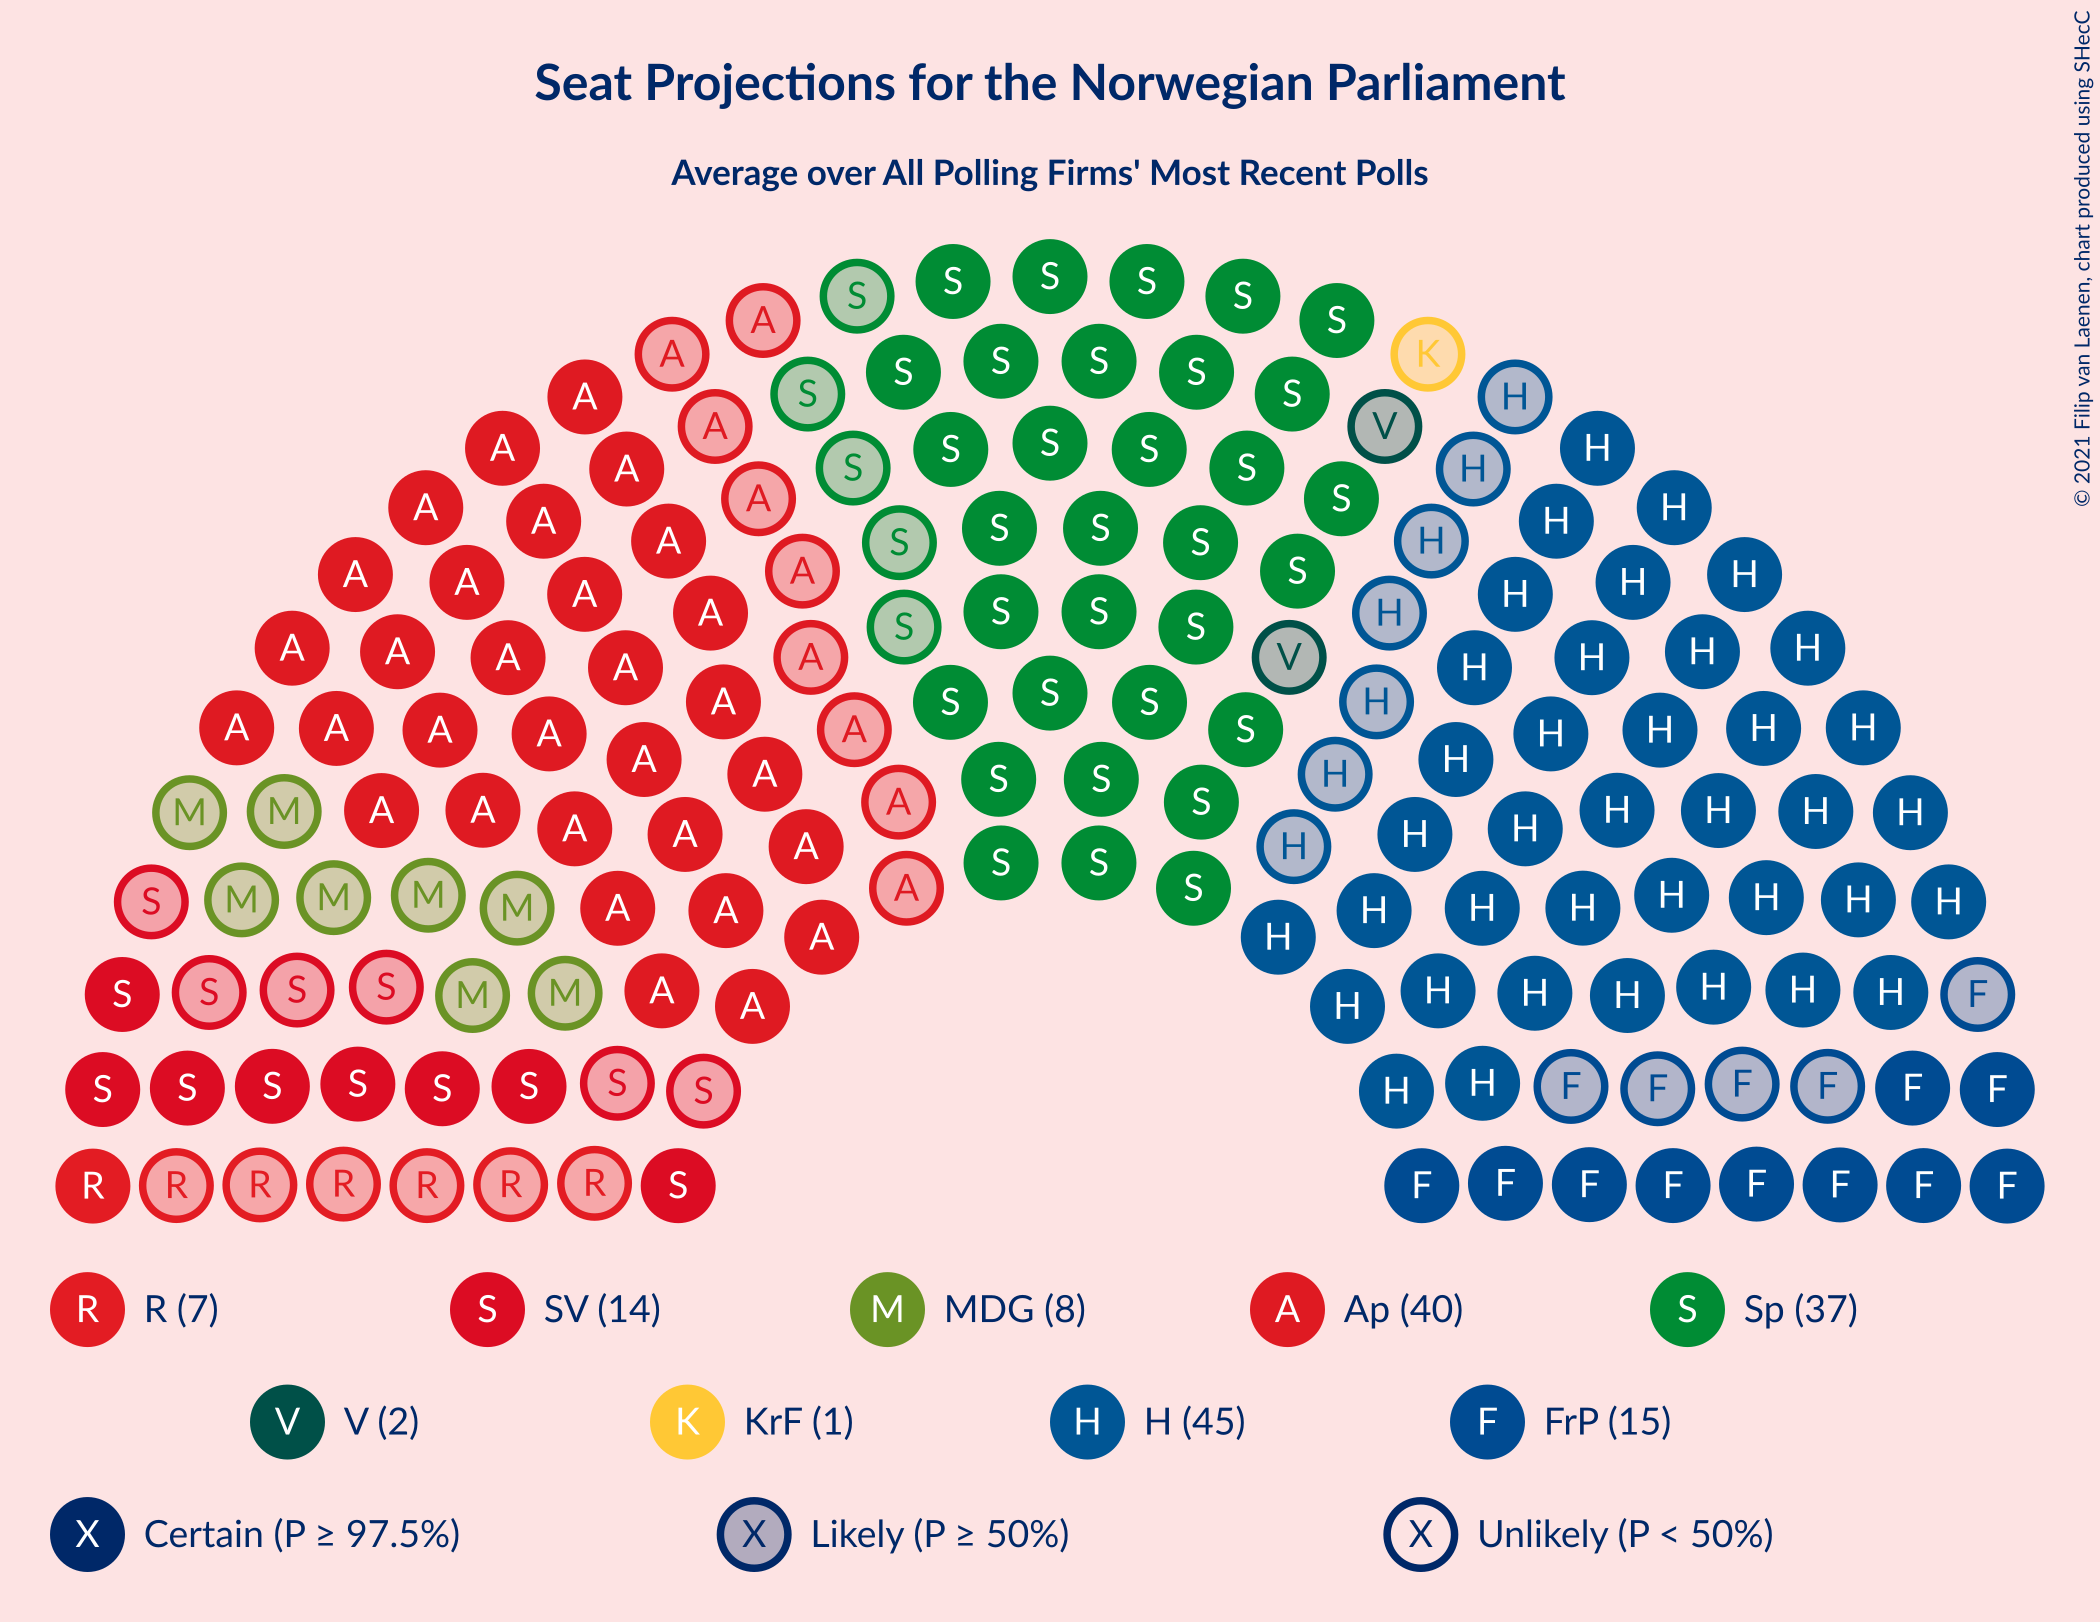 Seat Projections for the Norwegian Parliament
Average over All Polling Firms' Most Recent Polls
© 2021 Filip van Laenen, chart produced using SHecC
S S S S S S
A A K
A S S S S S S V H
A A S S S S S S H H
A A A S S S S S H H H
A A A A S S S S V H H H
A A A A A S S S S H H H H
A A A A A A S S S H H H H H
M M A A A A A S S S H H H H H H H
S M M M M A A A H H H H H H H H
S S S S M M A A H H H H H H H F
S S S S S S S S H H F F F F F F
R R R R R R R S F F F F F F F F
R R (7) S SV (14) M MDG (8) A Ap (40) S Sp (37)
V V (2) K KrF (1) H H (45) F FrP (15)
X Certain (P ≥ 97.5%) X Likely (P ≥ 50%) X Unlikely (P < 50%)